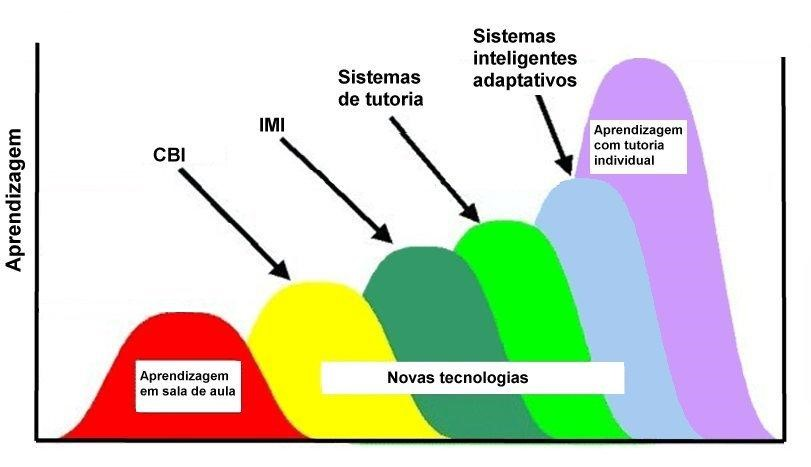 Sistemas
inteligentes
adaptativos
Sistemas
de tutoria
IMI
CBI
Aprendizagem
com tutoria
individual
Aprendizagem
Aprendizagem
em sala de aula
Novas tecnologias